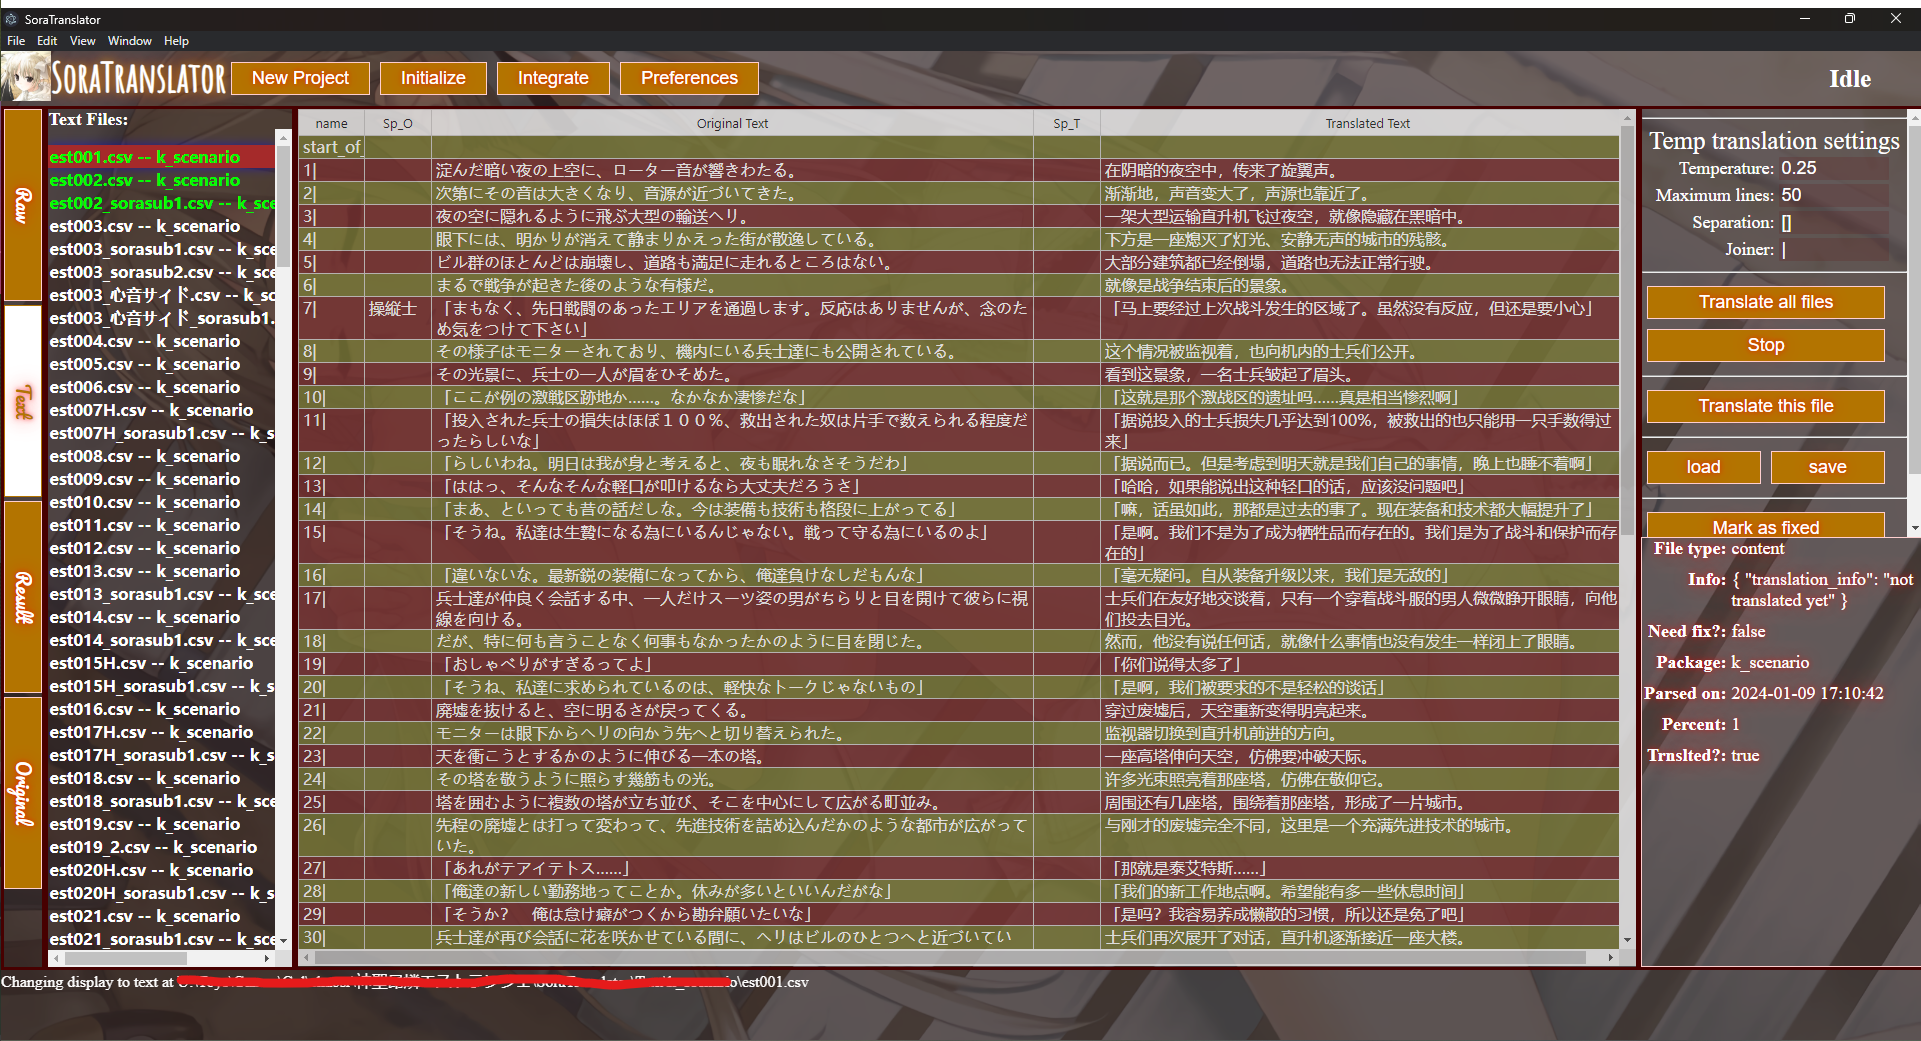 SoraTranslator
File Edit View Window Help
SORATRANSLATOR New Project Initialize Integrate Preferences Idle
Raw
Text
Result
Original
Text Files:
est001.csv -- k_scenario
est002.csv -- k_scenario
est002_sorasub1.csv -- k_sce
est003.csv -- k_scenario
est003_sorasub1.csv -- k_sce
est003_sorasub2.csv -- k_sce
est003_心音サイド.csv -- k_sc
est003_心音サイド_sorasub1.
est004.csv -- k_scenario
est005.csv -- k_scenario
est006.csv -- k_scenario
est007H.csv -- k_scenario
est007H_sorasub1.csv -- k_s
est008.csv -- k_scenario
est009.csv -- k_scenario
est010.csv -- k_scenario
est011.csv -- k_scenario
est012.csv -- k_scenario
est013.csv -- k_scenario
est013_sorasub1.csv -- k_sce
est014.csv -- k_scenario
est014_sorasub1.csv -- k_sce
est015H.csv -- k_scenario
est015H_sorasub1.csv -- k_s
est016.csv -- k_scenario
est017H.csv -- k_scenario
est017H_sorasub1.csv -- k_s
est018.csv -- k_scenario
est018_sorasub1.csv -- k_sce
est019.csv -- k_scenario
est019_2.csv -- k_scenario
est020H.csv -- k_scenario
est020H_sorasub1.csv -- k_s
est021.csv -- k_scenario
est021_sorasub1.csv -- k_sce
name Sp_O Original Text Sp_T Translated Text
start_of_
1| 淀んだ暗い夜の上空に、ローター音が響きわたる。 在阴暗的夜空中，传来了旋翼声。
2| 次第にその音は大きくなり、音源が近づいてきた。 渐渐地，声音变大了，声源也靠近了。
3| 夜の空に隠れるように飛ぶ大型の輸送ヘリ。 一架大型运输直升机飞过夜空，就像隐藏在黑暗中。
4| 眼下には、明かりが消えて静まりかえった街が散逸している。 下方是一座熄灭了灯光、安静无声的城市的残骸。
5| ビル群のほとんどは崩壊し、道路も満足に走れるところはない。 大部分建筑都已经倒塌，道路也无法正常行驶。
6| まるで戦争が起きた後のような有様だ。 就像是战争结束后的景象。
7| 操縦士 「まもなく、先日戦闘のあったエリアを通過します。反応はありませんが、念のため気をつけて下さい」 「马上要经过上次战斗发生的区域了。虽然没有反应，但还是要小心」
8| その様子はモニターされており、機内にいる兵士達にも公開されている。 这个情况被监视着，也向机内的士兵们公开。
9| その光景に、兵士の一人が眉をひそめた。 看到这景象，一名士兵皱起了眉头。
10| 「ここが例の激戦区跡地か……。なかなか凄惨だな」 「这就是那个激战区的遗址吗……真是相当惨烈啊」
11| 「投入された兵士の損失はほぼ１００％、救出された奴は片手で数えられる程度だったらしいな」 「据说投入的士兵损失几乎达到100%，被救出的也只能用一只手数得过来」
12| 「らしいわね。明日は我が身と考えると、夜も眠れなさそうだわ」 「据说而已。但是考虑到明天就是我们自己的事情，晚上也睡不着啊」
13| 「ははっ、そんなそんな軽口が叩けるなら大丈夫だろうさ」 「哈哈，如果能说出这种轻口的话，应该没问题吧」
14| 「まあ、といっても昔の話だしな。今は装備も技術も格段に上がってる」 「嘛，话虽如此，那都是过去的事了。现在装备和技术都大幅提升了」
15| 「そうね。私達は生贄になる為にいるんじゃない。戦って守る為にいるのよ」 「是啊。我们不是为了成为牺牲品而存在的。我们是为了战斗和保护而存在的」
16| 「違いないな。最新鋭の装備になってから、俺達負けなしだもんな」 「毫无疑问。自从装备升级以来，我们是无敌的」
17| 兵士達が仲良く会話する中、一人だけスーツ姿の男がちらりと目を開けて彼らに視線を向ける。 士兵们在友好地交谈着，只有一个穿着战斗服的男人微微睁开眼睛，向他们投去目光。
18| だが、特に何も言うことなく何事もなかったかのように目を閉じた。 然而，他没有说任何话，就像什么事情也没有发生一样闭上了眼睛。
19| 「おしゃべりがすぎるってよ」 「你们说得太多了」
20| 「そうね、私達に求められているのは、軽快なトークじゃないもの」 「是啊，我们被要求的不是轻松的谈话」
21| 廃墟を抜けると、空に明るさが戻ってくる。 穿过废墟后，天空重新变得明亮起来。
22| モニターは眼下からヘリの向かう先へと切り替えられた。 监视器切换到直升机前进的方向。
23| 天を衝こうとするかのように伸びる一本の塔。 一座高塔伸向天空，仿佛要冲破天际。
24| その塔を敬うように照らす幾筋もの光。 许多光束照亮着那座塔，仿佛在敬仰它。
25| 塔を囲むように複数の塔が立ち並び、そこを中心にして広がる町並み。 周围还有几座塔，围绕着那座塔，形成了一片城市。
26| 先程の廃墟とは打って変わって、先進技術を詰め込んだかのような都市が広がっていた。 与刚才的废墟完全不同，这里是一个充满先进技术的城市。
27| 「あれがテアイテトス……」 「那就是泰艾特斯……」
28| 「俺達の新しい勤務地ってことか。休みが多いといいんだがな」 「我们的新工作地点啊。希望能有多一些休息时间」
29| 「そうか？　俺は怠け癖がつくから勘弁願いたいな」 「是吗？我容易养成懒散的习惯，所以还是免了吧」
30| 兵士達が再び会話に花を咲かせている間に、ヘリはビルのひとつへと近づいてい 士兵们再次展开了对话，直升机逐渐接近一座大楼。
Temp translation settings
Temperature: 0.25
Maximum lines: 50
Separation: []
Joiner: |
Translate all files
Stop
Translate this file
load save
Mark as fixed
File type: content
Info: { "translation_info": "not
translated yet" }
Need fix?: false
Package: k_scenario
Parsed on: 2024-01-09 17:10:42
Percent: 1
Trnslted?: true
Changing display to text at \est001.csv